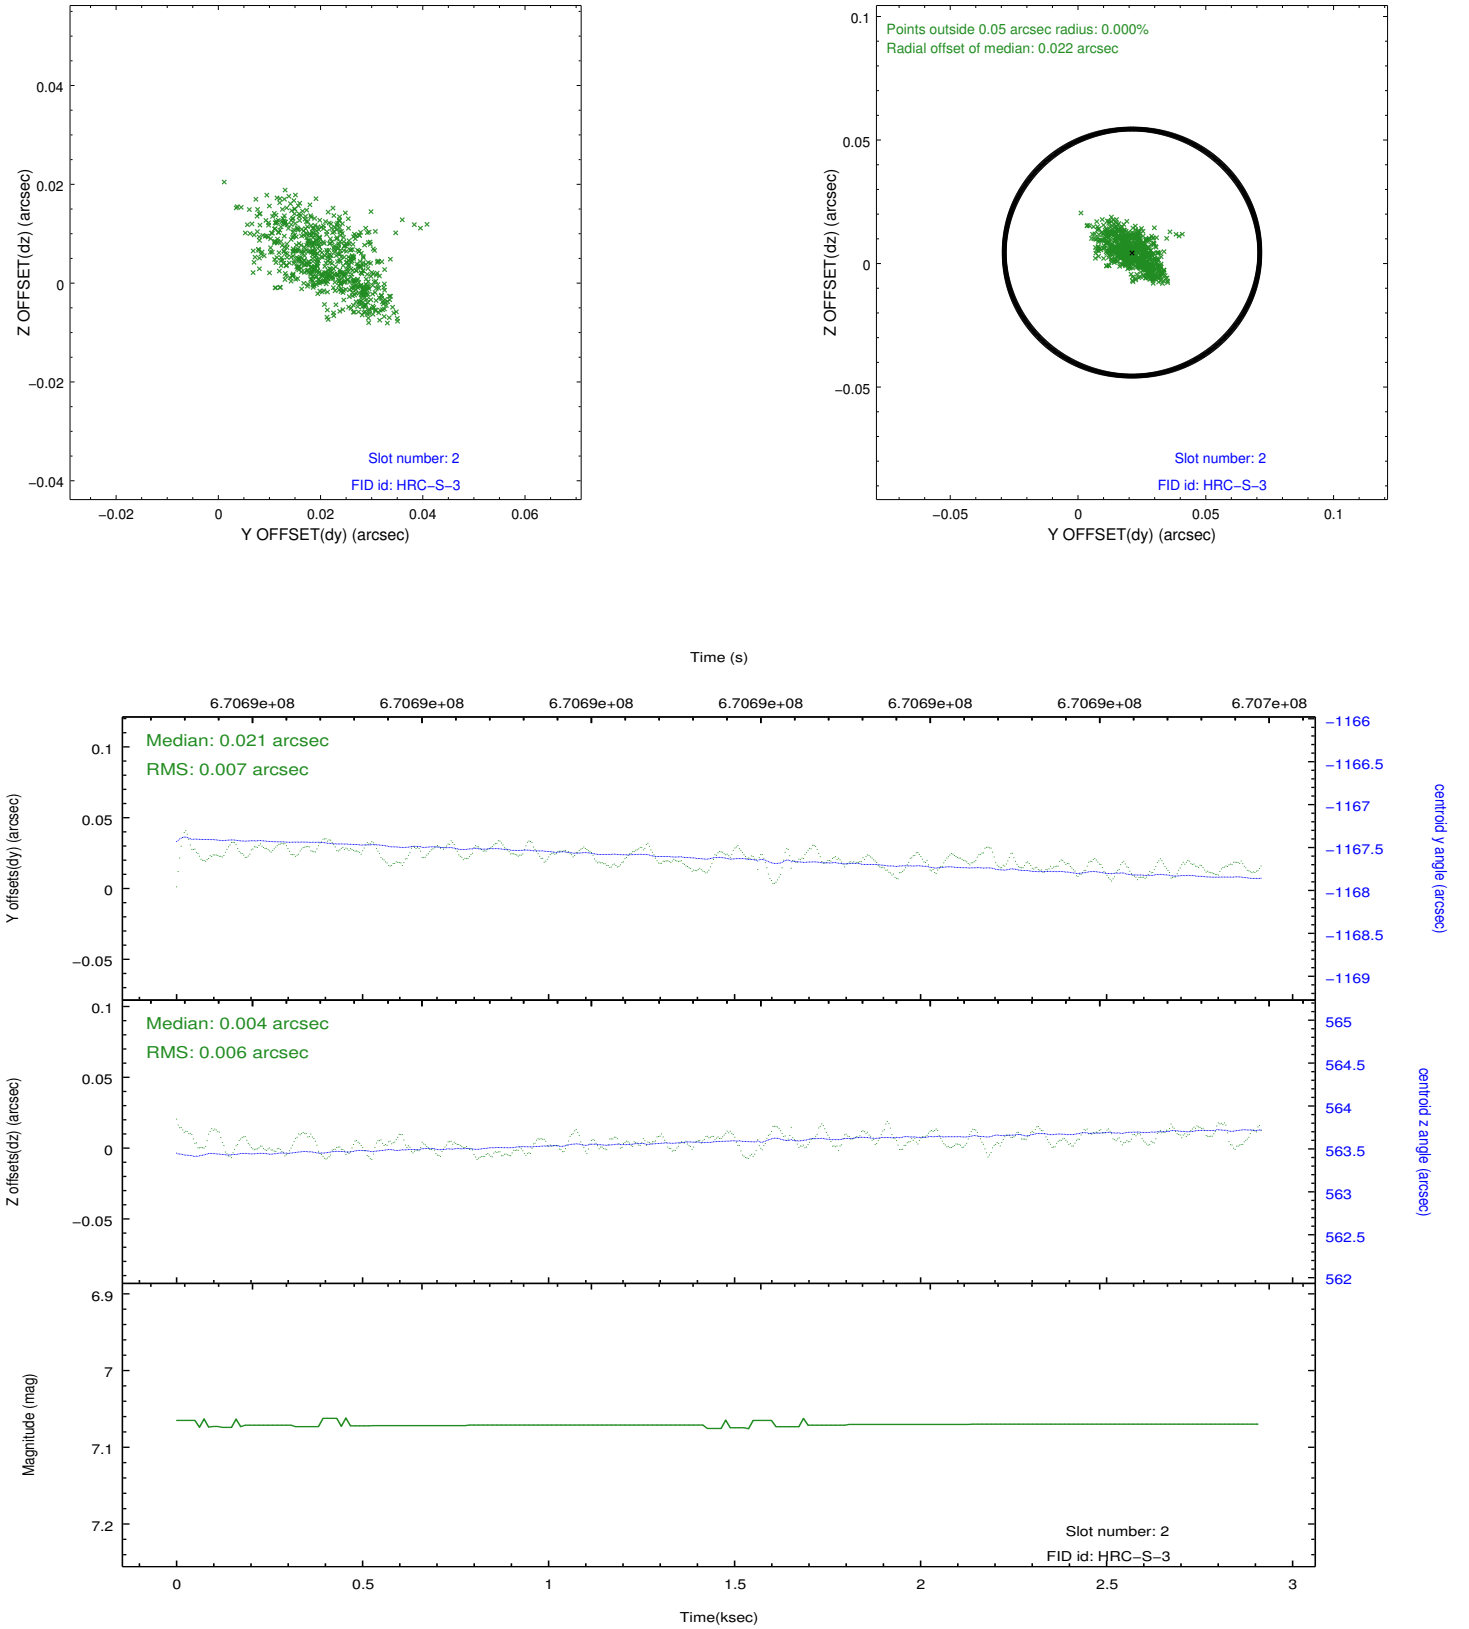 0.04
0.02
0
−0.02
−0.04
Z OFFSET(dz) (arcsec)
Slot number: 2
FID id: HRC−S−3
−0.02
0
0.02
0.04
0.06
Y OFFSET(dy) (arcsec)
Points outside 0.05 arcsec radius: 0.000%
Radial offset of median: 0.022 arcsec
0.1
0.05
0
−0.05
Z OFFSET(dz) (arcsec)
Slot number: 2
FID id: HRC−S−3
−0.05
0
0.05
0.1
Y OFFSET(dy) (arcsec)
Time (s)
6.7069e+08
6.7069e+08
6.7069e+08
6.7069e+08
6.7069e+08
6.7069e+08
6.707e+08
Median: 0.021 arcsec
RMS: 0.007 arcsec
0.1
0.05
0
−0.05
Y offsets(dy) (arcsec)
−1166
−1166.5
−1167
−1167.5
−1168
−1168.5
−1169
centroid y angle (arcsec)
Median: 0.004 arcsec
RMS: 0.006 arcsec
0.1
0.05
0
−0.05
Z offsets(dz) (arcsec)
565
564.5
564
563.5
563
562.5
562
centroid z angle (arcsec)
6.9
7
7.1
7.2
Magnitude (mag)
Slot number: 2
FID id: HRC−S−3
0
0.5
1
1.5
2
2.5
3
Time(ksec)